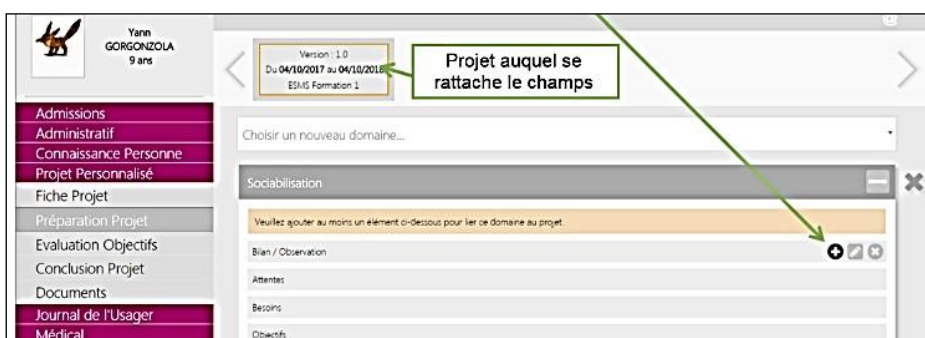 Yann
GORGONZOLA
9 ans
Version : 1.0
Du 04/10/2017 au 04/10/2018
ESMS Formation 1
Projet auquel se
rattache le champs
Admissions
Administratif
Connaissance Personne
Projet Personnalisé
Fiche Projet
Préparation Projet
Evaluation Objectifs
Conclusion Projet
Documents
Journal de l'Usager
Médical
Choisir un nouveau domaine...
Sociabilisation
Veuillez ajouter au moins un élément ci-dessous pour lier ce domaine au projet.
Bilan / Observation
Attentes
Besoins
Objectifs